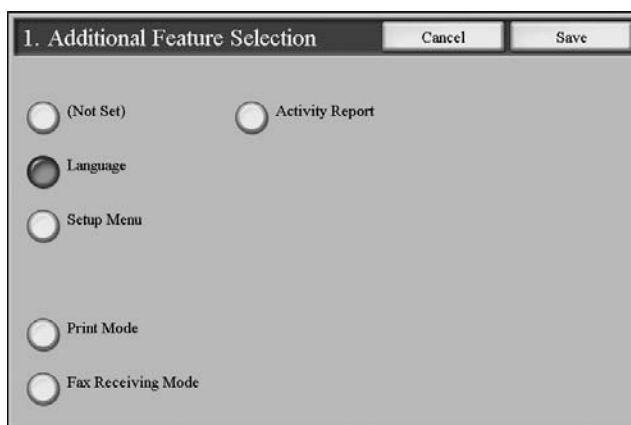 1. Additional Feature Selection Cancel Save
(Not Set) Activity Report
Language
Setup Menu
Print Mode
Fax Receiving Mode